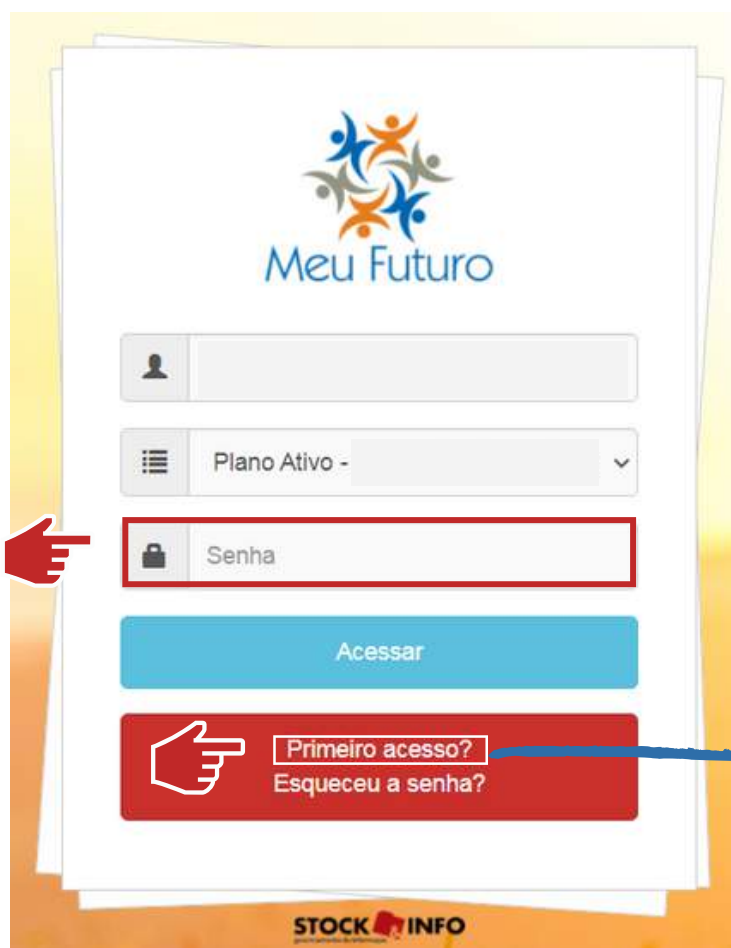 Meu Futuro
Plano Ativo -
Senha
Acessar
Primeiro acesso?
Esqueceu a senha?
STOCK INFO